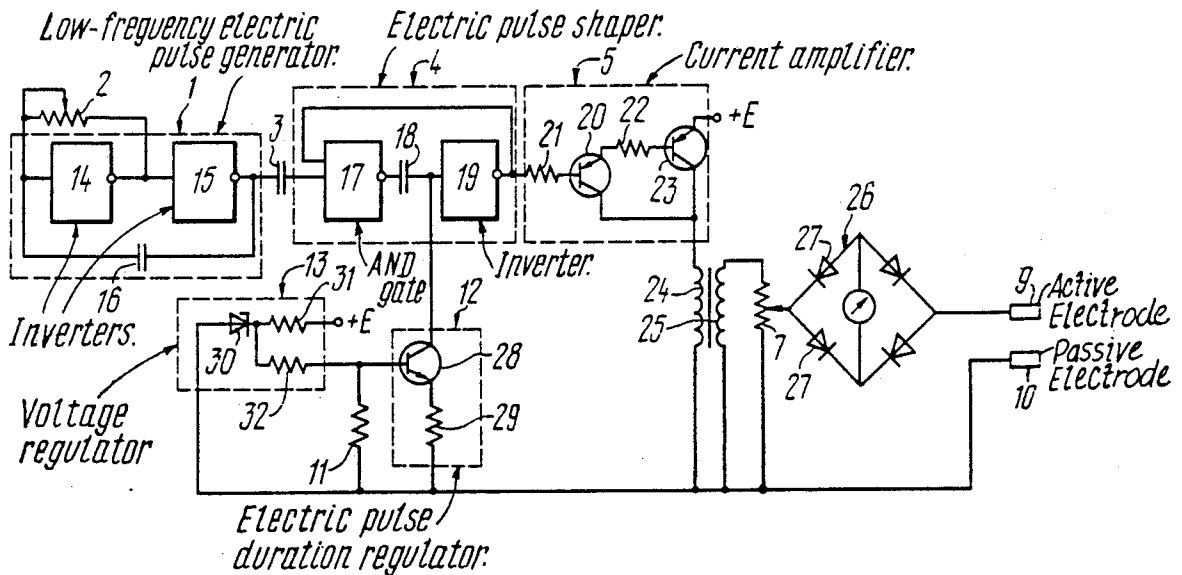 Low-freguency electric
pulse generator.
Electric pulse shaper.
Current amplifier.
2
1
3
4
5
18
20
22
+E
21
23
14
15
17
19
16
AND
gate
Inverter.
Inverters.
13
31
+E
30
32
12
28
29
11
Voltage
regulator
Electric pulse
duration regulator.
24
25
7
26
27
27
9
Active
Electrode
Passive
Electrode
10